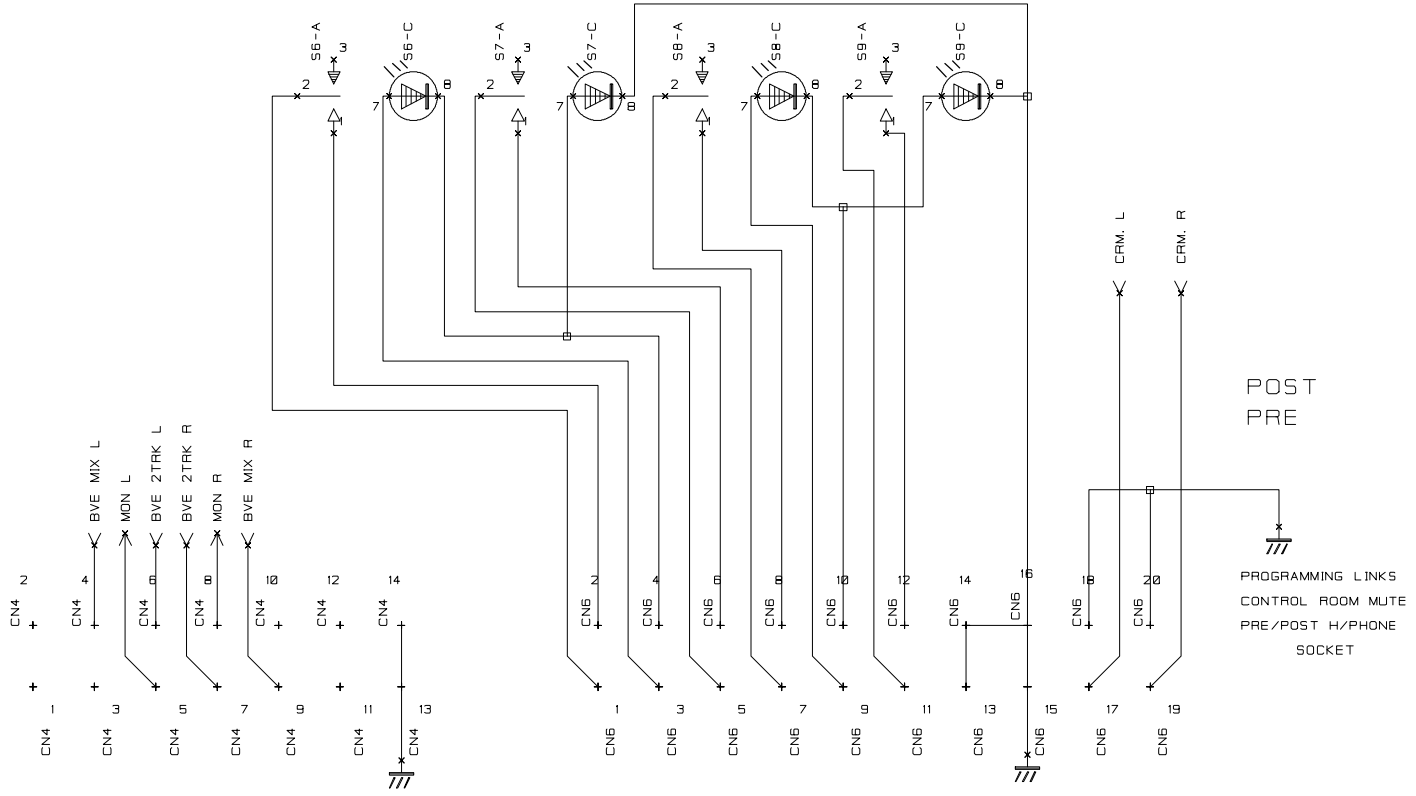 S6-A S6-C S7-A S7-C S8-A S8-C S9-A S9-C
3 3 3 3
2 8 2 2 8 2 8
7 1 7 1 8 1 7 1 7
CRM. L CRM. R
POST
PRE
BVE MIX L MON L BVE 2TRK L BVE 2TRK R MON R BVE MIX R
2 4 6 8 10 12 14 2 4 6 8 10 12 14 16 18 20
CN4 CN4 CN4 CN4 CN4 CN4 CN4 CN6 CN6 CN6 CN6 CN6 CN6 CN6 CN6 CN6 CN6
PROGRAMMING LINKS
CONTROL ROOM MUTE
PRE/POST H/PHONE
SOCKET
1 3 5 7 9 11 13 1 3 5 7 9 11 13 15 17 19
CN4 CN4 CN4 CN4 CN4 CN4 CN4 CN6 CN6 CN6 CN6 CN6 CN6 CN6 CN6 CN6 CN6